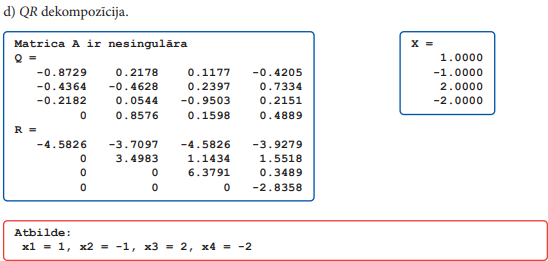 d) QR dekompozīcija.
Matrica A ir nesingulāra
Q =
-0.8729 0.2178 0.1177 -0.4205
-0.4364 -0.4628 0.2397 0.7334
-0.2182 0.0544 -0.9503 0.2151
0 0.8576 0.1598 0.4889
R =
-4.5826 -3.7097 -4.5826 -3.9279
0 3.4983 1.1434 1.5518
0 0 6.3791 0.3489
0 0 0 -2.8358
X =
1.0000
-1.0000
2.0000
-2.0000
Atbilde:
x1 = 1, x2 = -1, x3 = 2, x4 = -2